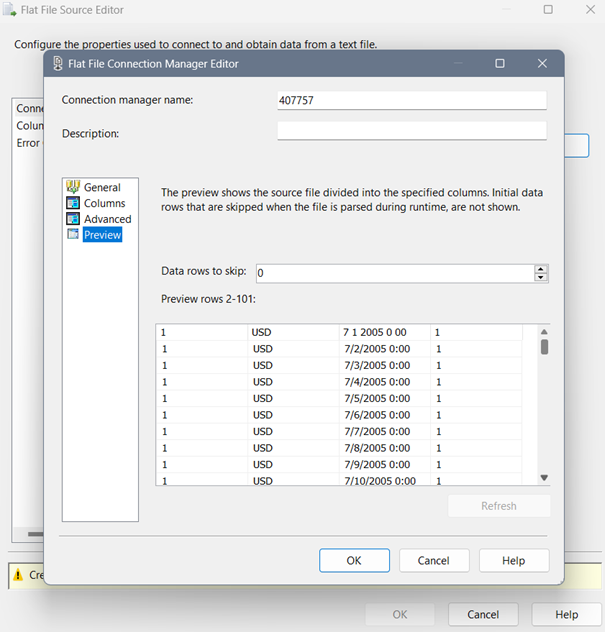 Flat File Source Editor
Configure the properties used to connect to and obtain data from a text file.
Flat File Connection Manager Editor
Connection manager name:
407757
Description:
General
Columns
Advanced
Preview
The preview shows the source file divided into the specified columns. Initial data
rows that are skipped when the file is parsed during runtime, are not shown.
Data rows to skip:
0
Preview rows 2-101:
1 USD 7 1 2005 0 00 1
1 USD 7/2/2005 0:00 1
1 USD 7/3/2005 0:00 1
1 USD 7/4/2005 0:00 1
1 USD 7/5/2005 0:00 1
1 USD 7/6/2005 0:00 1
1 USD 7/7/2005 0:00 1
1 USD 7/8/2005 0:00 1
1 USD 7/9/2005 0:00 1
1 USD 7/10/2005 0:00 1
Refresh
OK Cancel Help
OK Cancel Help